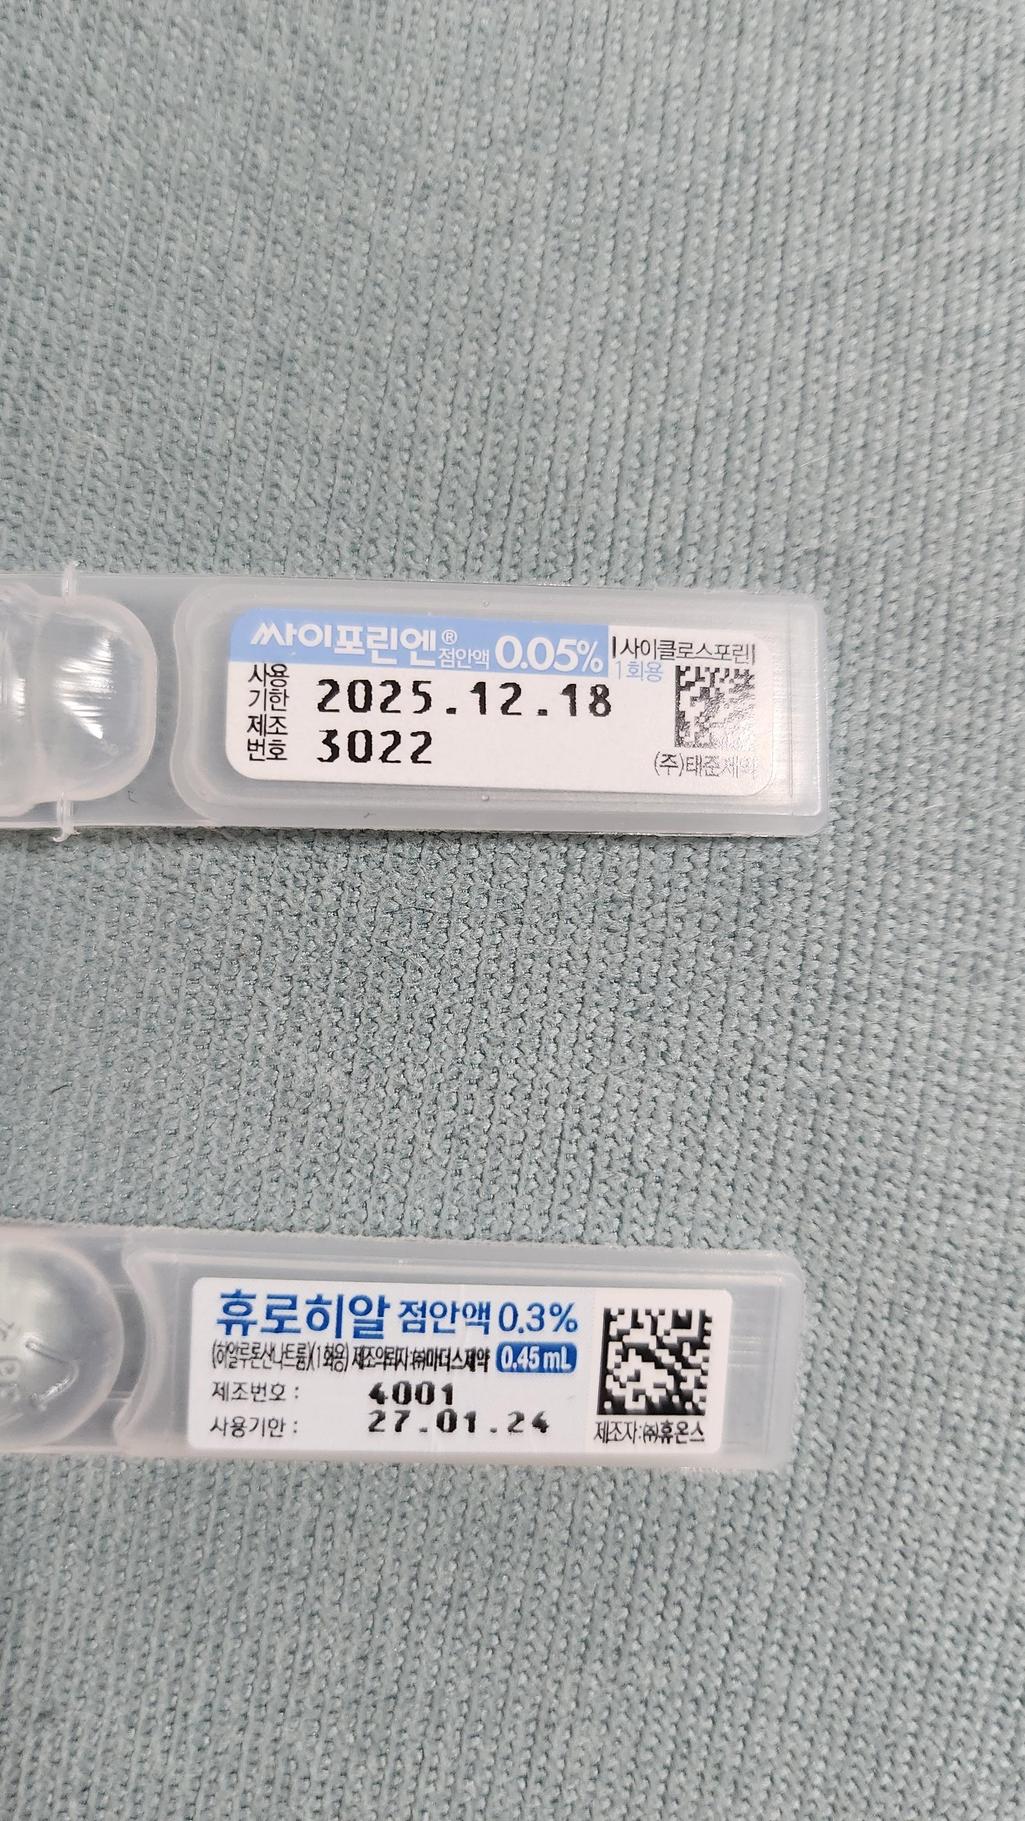 싸이포린엔® 점안액 0.05% |사이클로스포린|
1회용
사용기한 2025.12.18
제조번호 3022
(주)태준제약
휴로히알 점안액 0.3%
(히알루론산나트륨)(1회용) 제조의뢰자:㈜마더스제약 0.45 mL
제조번호 : 4001
사용기한 : 27.01.24
제조자:㈜휴온스